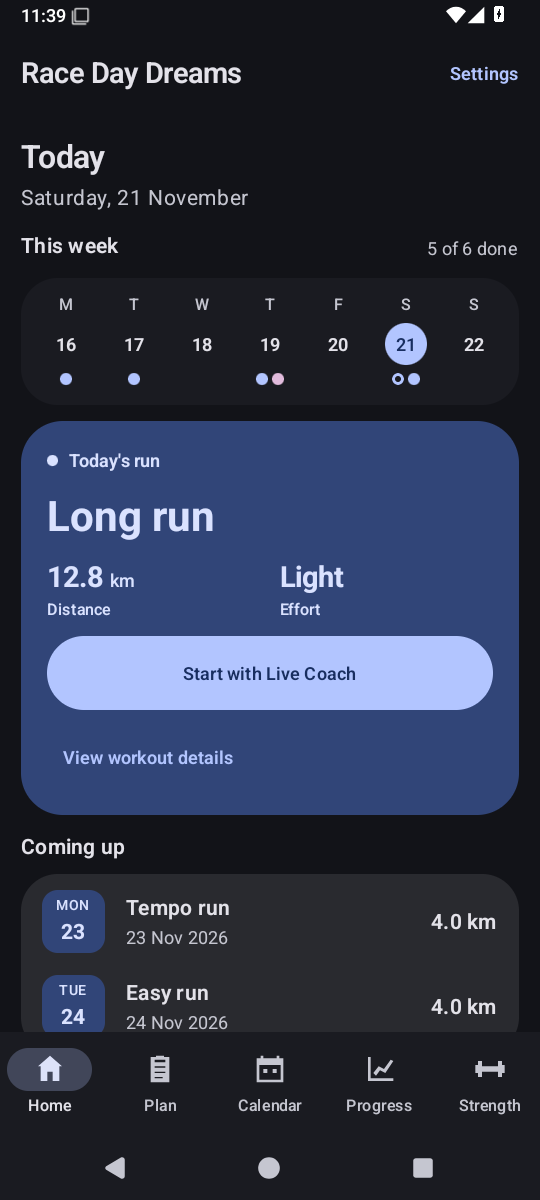 11:39
Race Day Dreams
Settings
Today
Saturday, 21 November
This week
5 of 6 done
M T W T F S S
16 17 18 19 20 21 22
Today's run
Long run
12.8 km
Light
Distance
Effort
Start with Live Coach
View workout details
Coming up
MON
23
Tempo run
23 Nov 2026
4.0 km
TUE
24
Easy run
24 Nov 2026
4.0 km
Home
Plan
Calendar
Progress
Strength